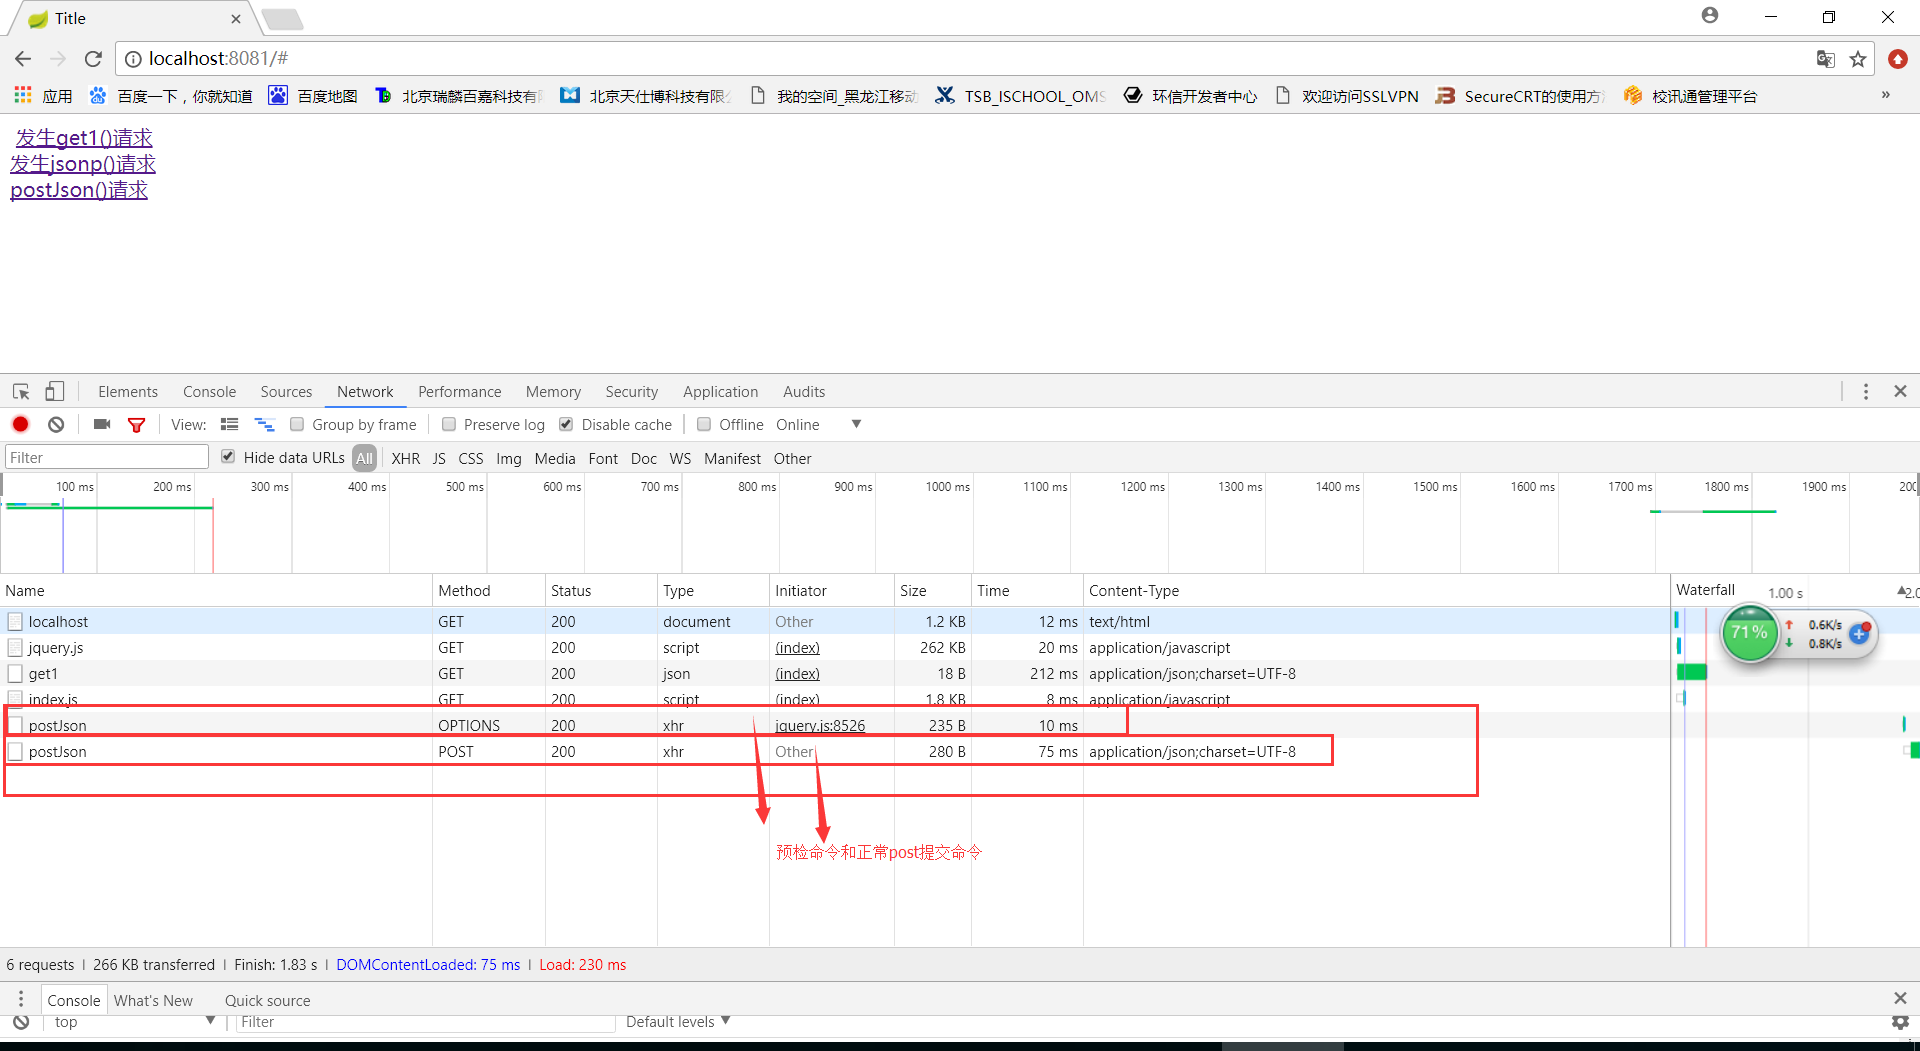 Title
localhost:8081/#
应用 百度一下，你就知道 百度地图 北京瑞麟百嘉科技有 北京天仕博科技有限 我的空间_黑龙江移动 TSB_ISCHOOL_OMS 环信开发者中心 欢迎访问SSLVPN SecureCRT的使用方 校讯通管理平台 »
发生get1()请求
发生jsonp()请求
postJson()请求
Elements Console Sources Network Performance Memory Security Application Audits
View: Group by frame Preserve log Disable cache Offline Online
Filter Hide data URLs All XHR JS CSS Img Media Font Doc WS Manifest Other
100 ms 200 ms 300 ms 400 ms 500 ms 600 ms 700 ms 800 ms 900 ms 1000 ms 1100 ms 1200 ms 1300 ms 1400 ms 1500 ms 1600 ms 1700 ms 1800 ms 1900 ms 200
Name Method Status Type Initiator Size Time Content-Type Waterfall 1.00 s 2.0
localhost GET 200 document Other 1.2 KB 12 ms text/html
71% 0.6K/s
0.8K/s
jquery.js GET 200 script (index) 262 KB 20 ms application/javascript
get1 GET 200 json (index) 18 B 212 ms application/json;charset=UTF-8
index.js GET 200 script (index) 1.8 KB 8 ms application/javascript
postJson OPTIONS 200 xhr jquery.js:8526 235 B 10 ms
postJson POST 200 xhr Other 280 B 75 ms application/json;charset=UTF-8
预检命令和正常post提交命令
6 requests | 266 KB transferred | Finish: 1.83 s | DOMContentLoaded: 75 ms | Load: 230 ms
Console What's New Quick source
top Filter Default levels